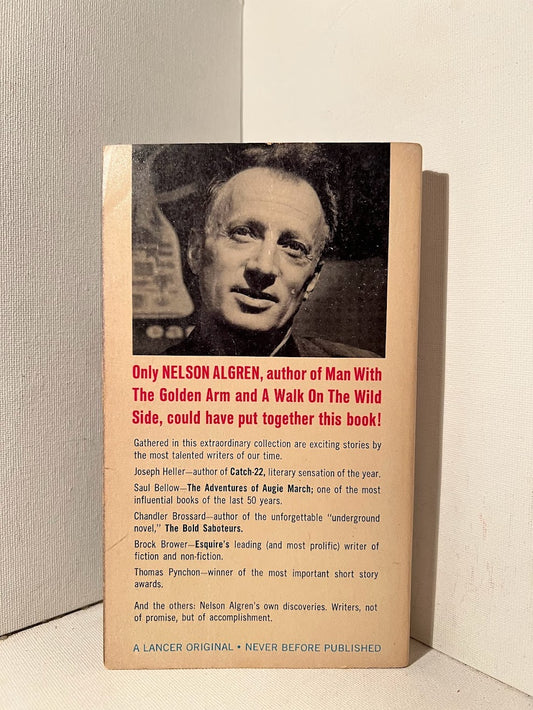 Only NELSON ALGREN, author of Man With
The Golden Arm and A Walk On The Wild
Side, could have put together this book!
Gathered in this extraordinary collection are exciting stories by
the most talented writers of our time.
Joseph Heller—author of Catch-22, literary sensation of the year.
Saul Bellow—The Adventures of Augie March; one of the most
influential books of the last 50 years.
Chandler Brossard—author of the unforgettable “underground
novel,” The Bold Saboteurs.
Brock Brower—Esquire's leading (and most prolific) writer of
fiction and non-fiction.
Thomas Pynchon—winner of the most important short story
awards.
And the others: Nelson Algren's own discoveries. Writers, not
of promise, but of accomplishment.
A LANCER ORIGINAL • NEVER BEFORE PUBLISHED